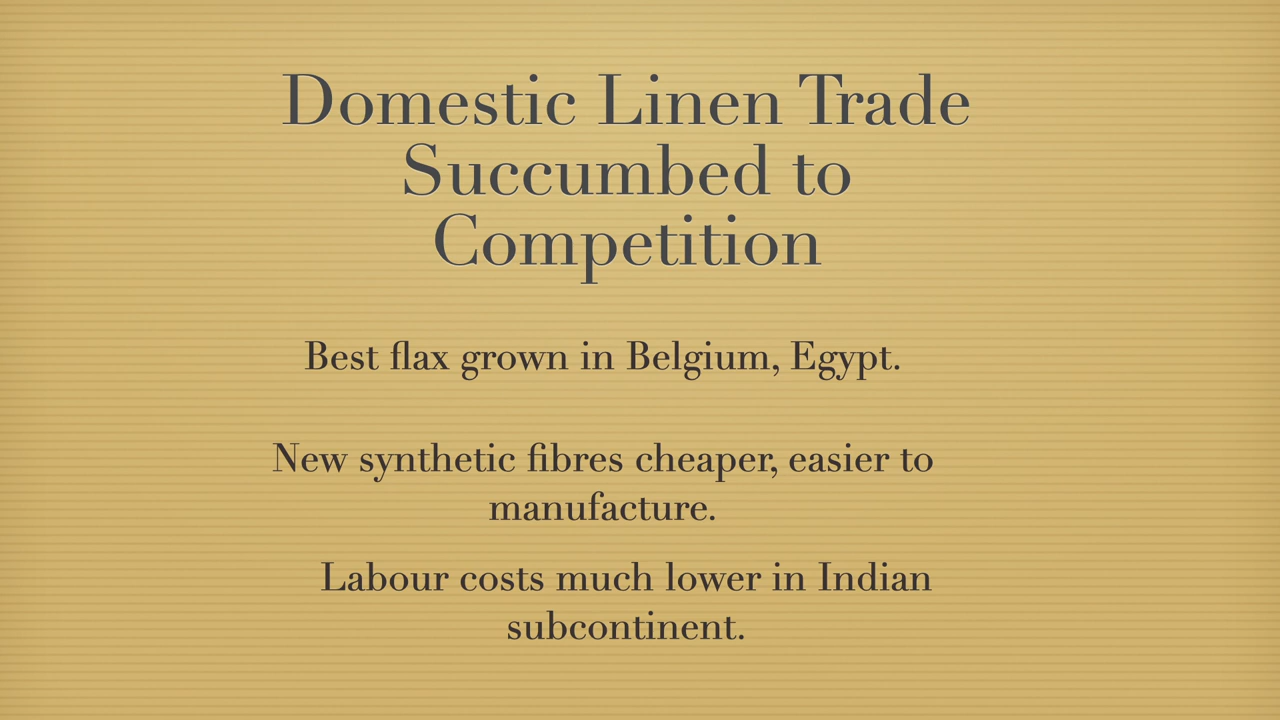 Domestic Linen Trade
Succumbed to
Competition
Best flax grown in Belgium, Egypt.
New synthetic fibres cheaper, easier to
manufacture.
Labour costs much lower in Indian
subcontinent.